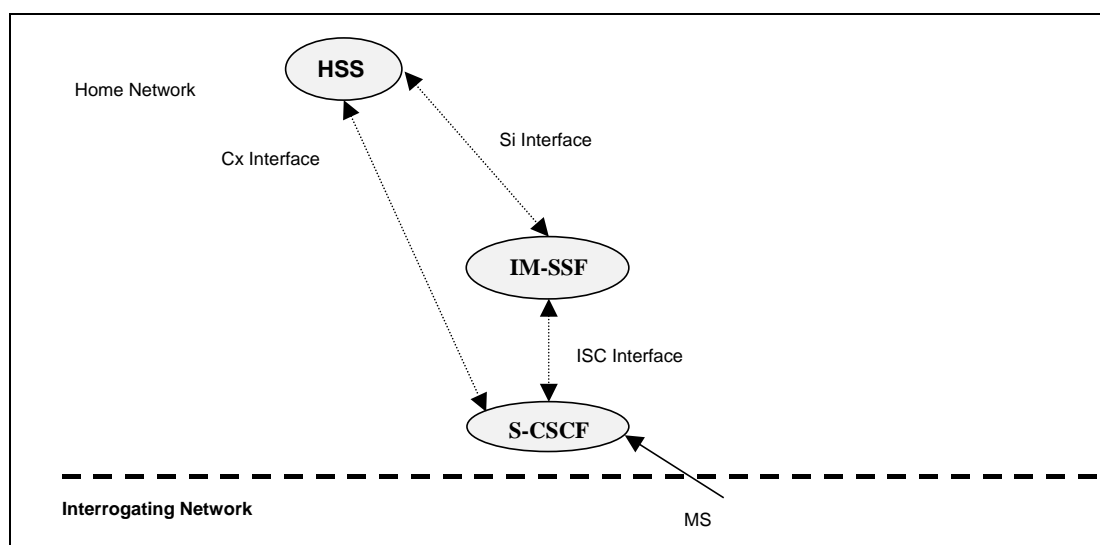 HSS
Home Network
Si Interface
Cx Interface
IM-SSF
ISC Interface
S-CSCF
Interrogating Network
MS